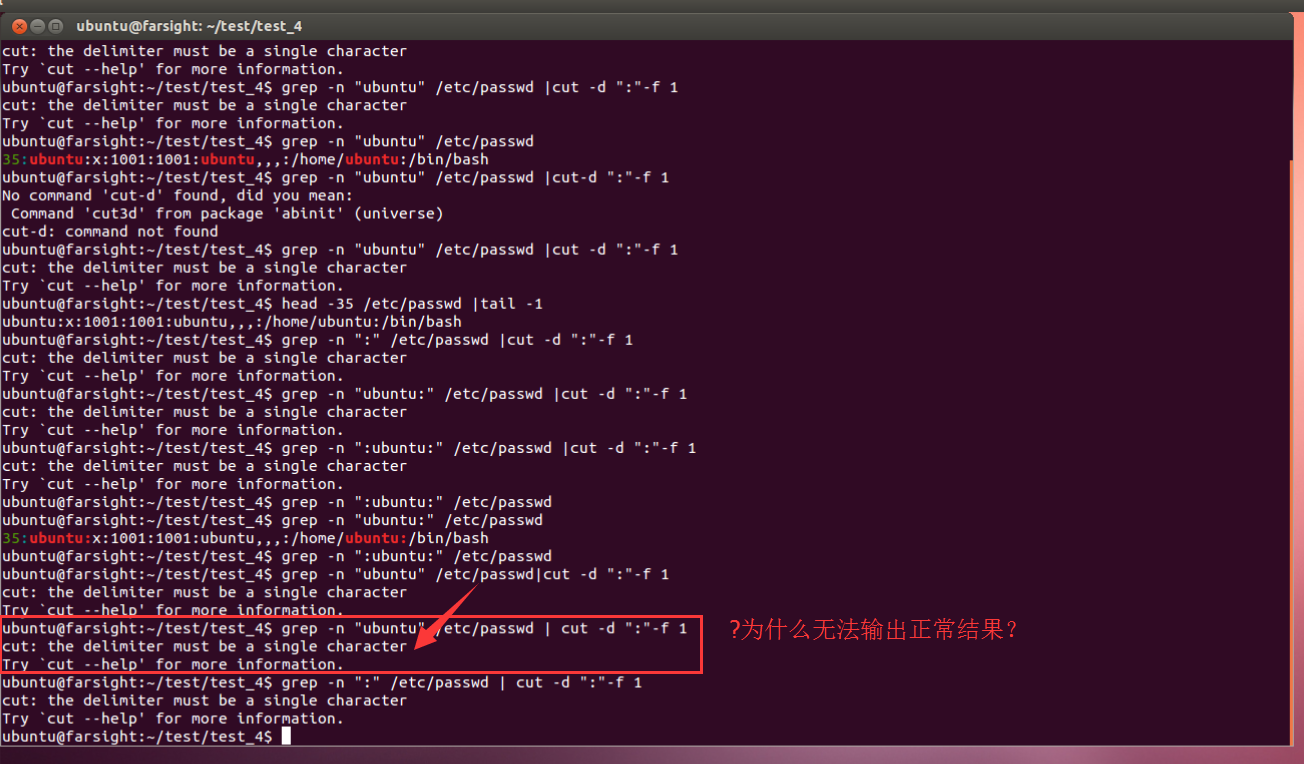 ubuntu@farsight: ~/test/test_4
cut: the delimiter must be a single character
Try `cut --help' for more information.
ubuntu@farsight:~/test/test_4$ grep -n "ubuntu" /etc/passwd |cut -d ":"-f 1
cut: the delimiter must be a single character
Try `cut --help' for more information.
ubuntu@farsight:~/test/test_4$ grep -n "ubuntu" /etc/passwd
35:ubuntu:x:1001:1001:ubuntu,,,:/home/ubuntu:/bin/bash
ubuntu@farsight:~/test/test_4$ grep -n "ubuntu" /etc/passwd |cut-d ":"-f 1
No command 'cut-d' found, did you mean:
 Command 'cut3d' from package 'abinit' (universe)
cut-d: command not found
ubuntu@farsight:~/test/test_4$ grep -n "ubuntu" /etc/passwd |cut -d ":"-f 1
cut: the delimiter must be a single character
Try `cut --help' for more information.
ubuntu@farsight:~/test/test_4$ head -35 /etc/passwd |tail -1
ubuntu:x:1001:1001:ubuntu,,,:/home/ubuntu:/bin/bash
ubuntu@farsight:~/test/test_4$ grep -n ":" /etc/passwd |cut -d ":"-f 1
cut: the delimiter must be a single character
Try `cut --help' for more information.
ubuntu@farsight:~/test/test_4$ grep -n "ubuntu:" /etc/passwd |cut -d ":"-f 1
cut: the delimiter must be a single character
Try `cut --help' for more information.
ubuntu@farsight:~/test/test_4$ grep -n ":ubuntu:" /etc/passwd |cut -d ":"-f 1
cut: the delimiter must be a single character
Try `cut --help' for more information.
ubuntu@farsight:~/test/test_4$ grep -n ":ubuntu:" /etc/passwd
ubuntu@farsight:~/test/test_4$ grep -n "ubuntu:" /etc/passwd
35:ubuntu:x:1001:1001:ubuntu,,,:/home/ubuntu:/bin/bash
ubuntu@farsight:~/test/test_4$ grep -n ":ubuntu:" /etc/passwd
ubuntu@farsight:~/test/test_4$ grep -n "ubuntu" /etc/passwd|cut -d ":"-f 1
cut: the delimiter must be a single character
Try `cut --help' for more information.
ubuntu@farsight:~/test/test_4$ grep -n "ubuntu" /etc/passwd | cut -d ":"-f 1
?为什么无法输出正常结果？
cut: the delimiter must be a single character
Try `cut --help' for more information.
ubuntu@farsight:~/test/test_4$ grep -n ":" /etc/passwd | cut -d ":"-f 1
cut: the delimiter must be a single character
Try `cut --help' for more information.
ubuntu@farsight:~/test/test_4$